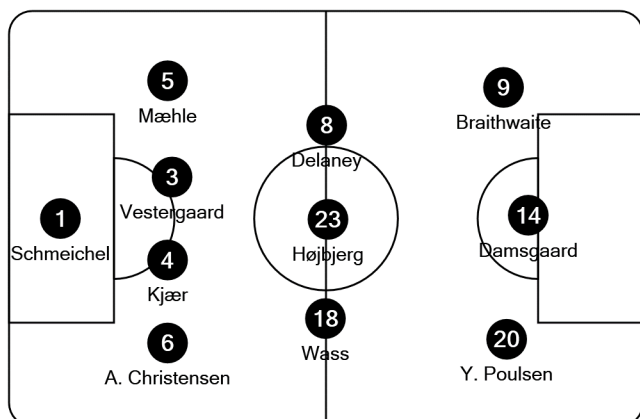 5
Mæhle
9
Braithwaite
8
Delaney
3
Vestergaard
1
Schmeichel
23
Højbjerg
14
Damsgaard
4
Kjær
18
Wass
6
A. Christensen
20
Y. Poulsen